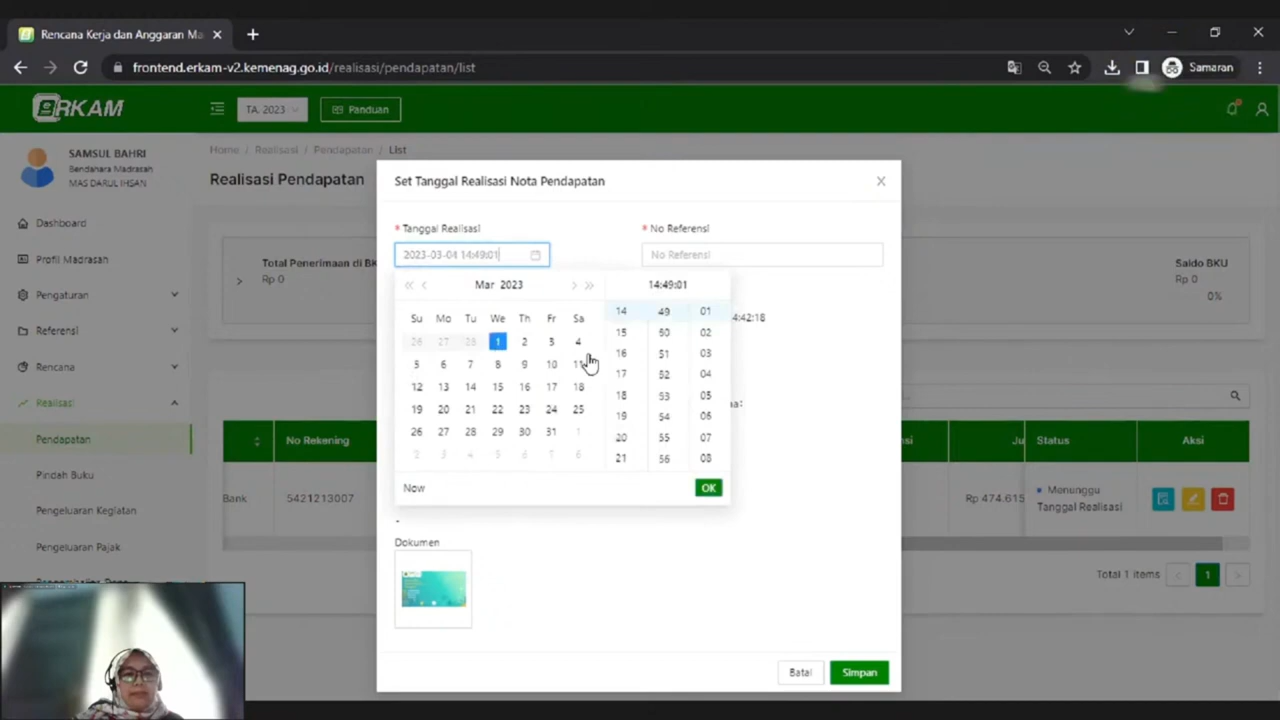 Rencana Kerja dan Anggaran Ma
frontend.erkam-v2.kemenag.go.id/realisasi/pendapatan/list
Samaran
eRKAM
TA. 2023
Panduan
SAMSUL BAHRI
Bendahara Madrasah
MAS DARUL IHSAN
Dashboard
Profil Madrasah
Pengaturan
Referensi
Rencana
Realisasi
Pendapatan
Pindah Buku
Pengeluaran Kegiatan
Pengeluaran Pajak
Home / Realisasi / Pendapatan / List
Realisasi Pendapatan
Total Penerimaan di BK
Rp 0
Saldo BKU
Rp 0
0%
No Rekening
Ju
Status
Aksi
Bank
5421213007
Rp 474.615
Menunggu
Tanggal Realisasi
Total 1 items
1
Set Tanggal Realisasi Nota Pendapatan
* Tanggal Realisasi
* No Referensi
2023-03-04 14:49:01
No Referensi
Mar 2023
14:49:01
Su Mo Tu We Th Fr Sa
26 27 28 1 2 3 4
5 6 7 8 9 10 11
12 13 14 15 16 17 18
19 20 21 22 23 24 25
26 27 28 29 30 31 1
2 3 4 5 6 7 8
14 49 01
15 50 02
16 51 03
17 52 04
18 53 05
19 54 06
20 55 07
21 56 08
4:42:18
Now
OK
-
Dokumen
Batal
Simpan